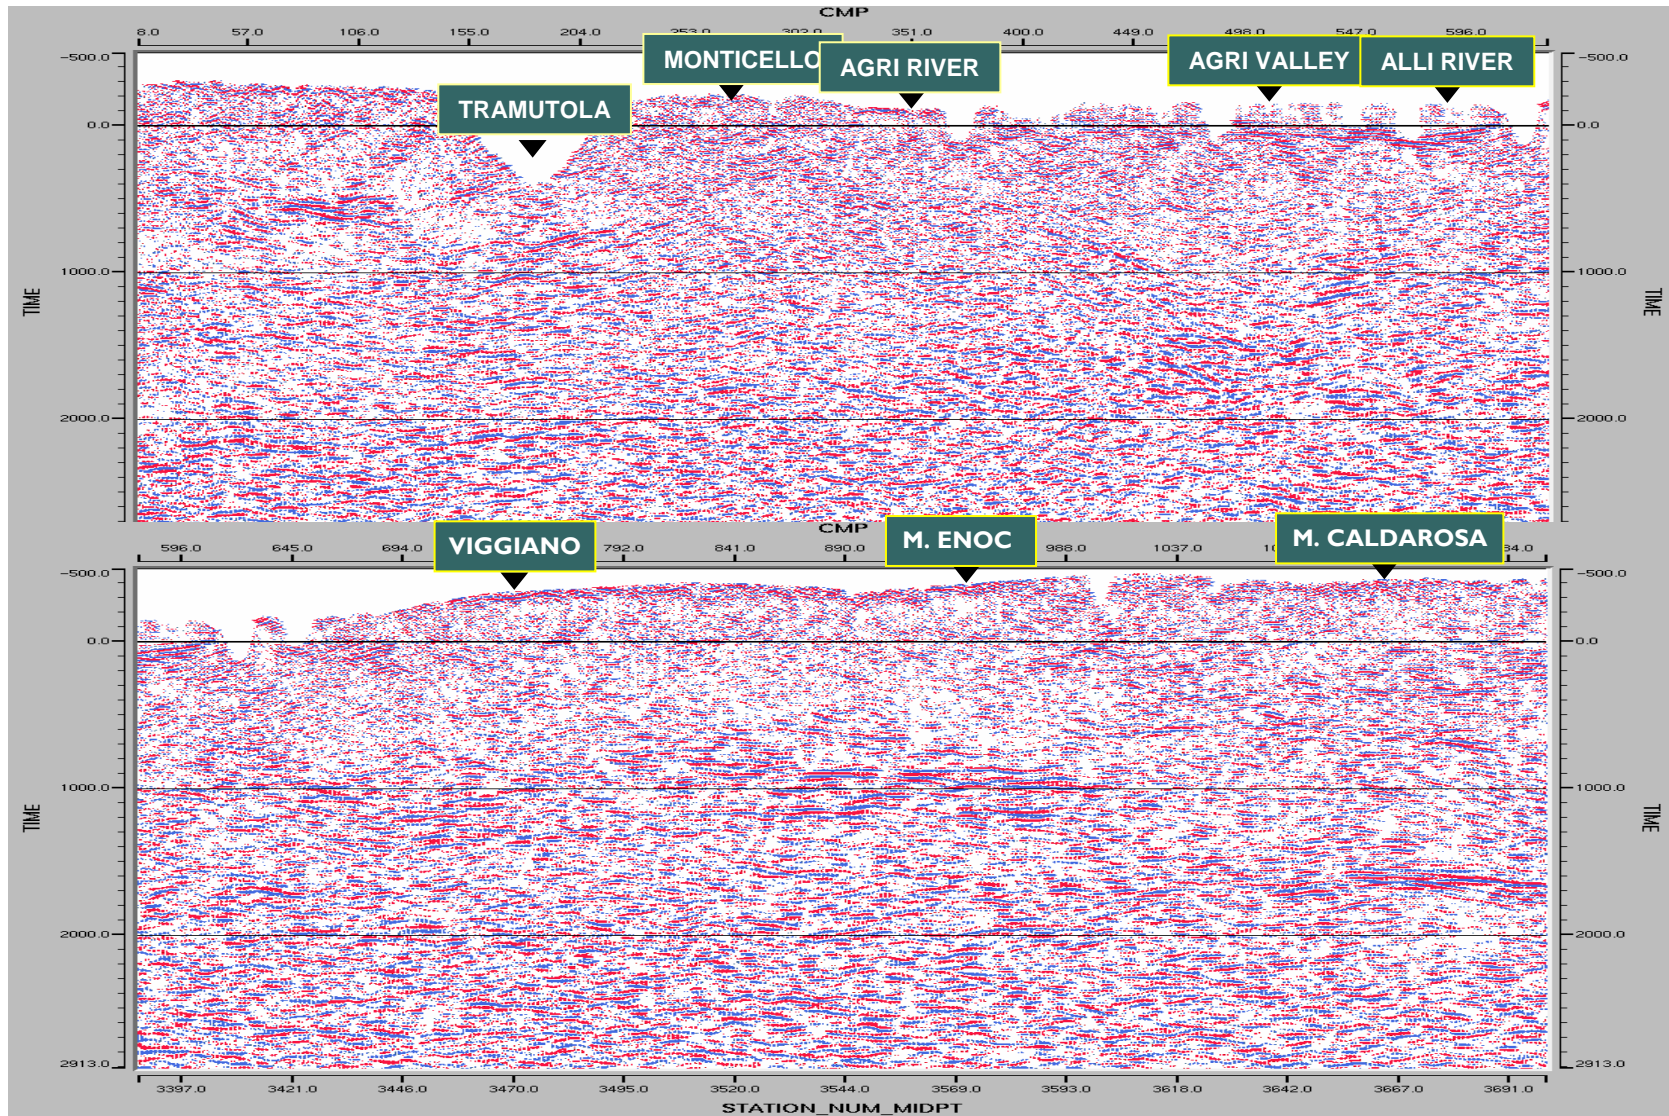 CMP
8.0 57.0 106.0 155.0 204.0 253.0 302.0 351.0 400.0 449.0 498.0 547.0 596.0
MONTICELLO AGRI RIVER AGRI VALLEY ALLI RIVER
TRAMUTOLA
-500.0 -500.0
0.0 0.0
1000.0 1000.0
TIME TIME
2000.0 2000.0
CMP
596.0 645.0 694.0 792.0 841.0 890.0 988.0 1037.0
VIGGIANO M. ENOC M. CALDAROSA
-500.0 -500.0
0.0 0.0
1000.0 1000.0
TIME TIME
2000.0 2000.0
2913.0 2913.0
3397.0 3421.0 3446.0 3470.0 3495.0 3520.0 3544.0 3569.0 3593.0 3618.0 3642.0 3667.0 3691.0
STATION_NUM_MIDPT